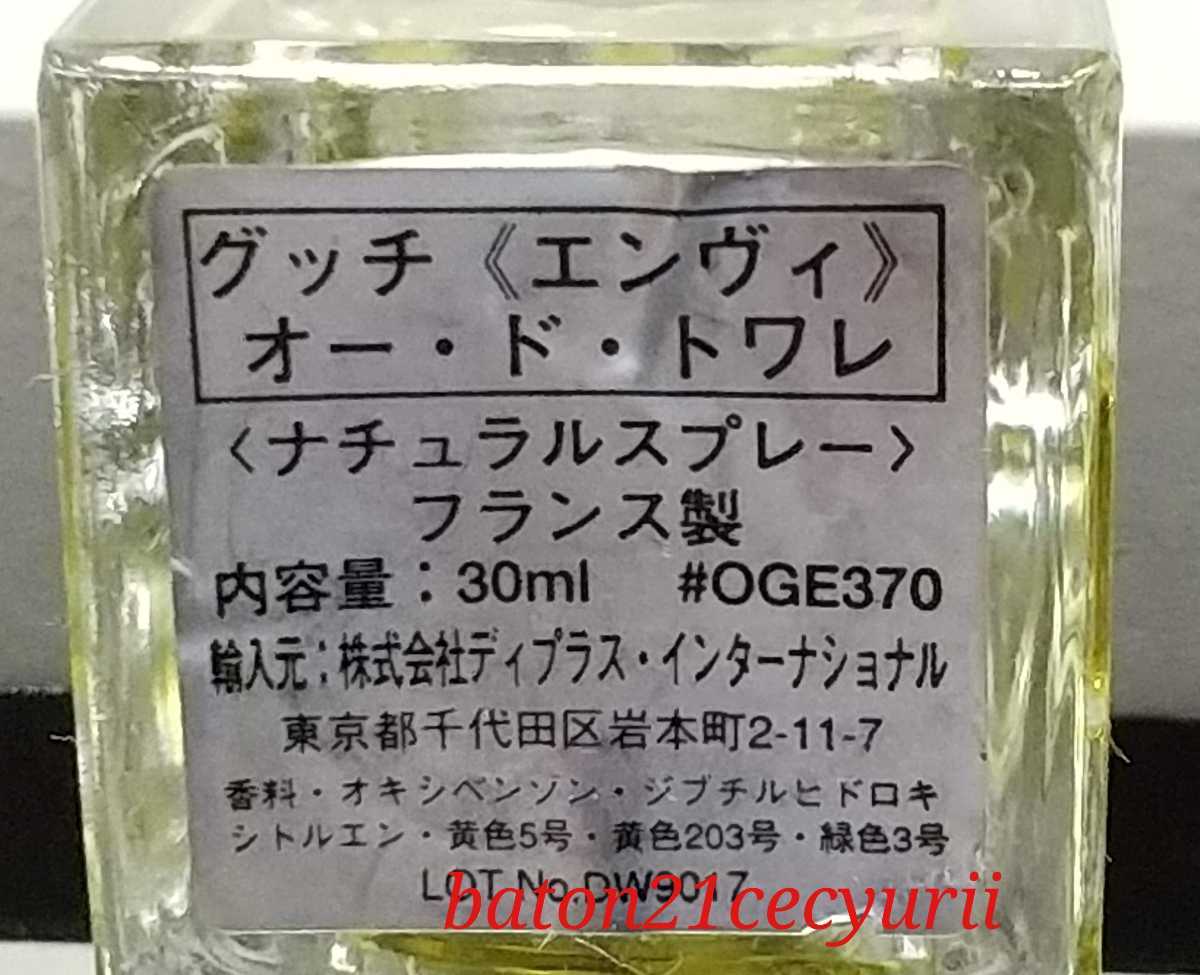 グッチ《エンヴィ》
オー・ド・トワレ
〈ナチュラルスプレー〉
フランス製
内容量：30ml #OGE370
輸入元：株式会社ディプラス・インターナショナル
東京都千代田区岩本町2-11-7
香料・オキシベンゾン・ジブチルヒドロキ
シトルエン・黄色5号・黄色203号・緑色3号
LOT No.DW9017
baton21cecyurii